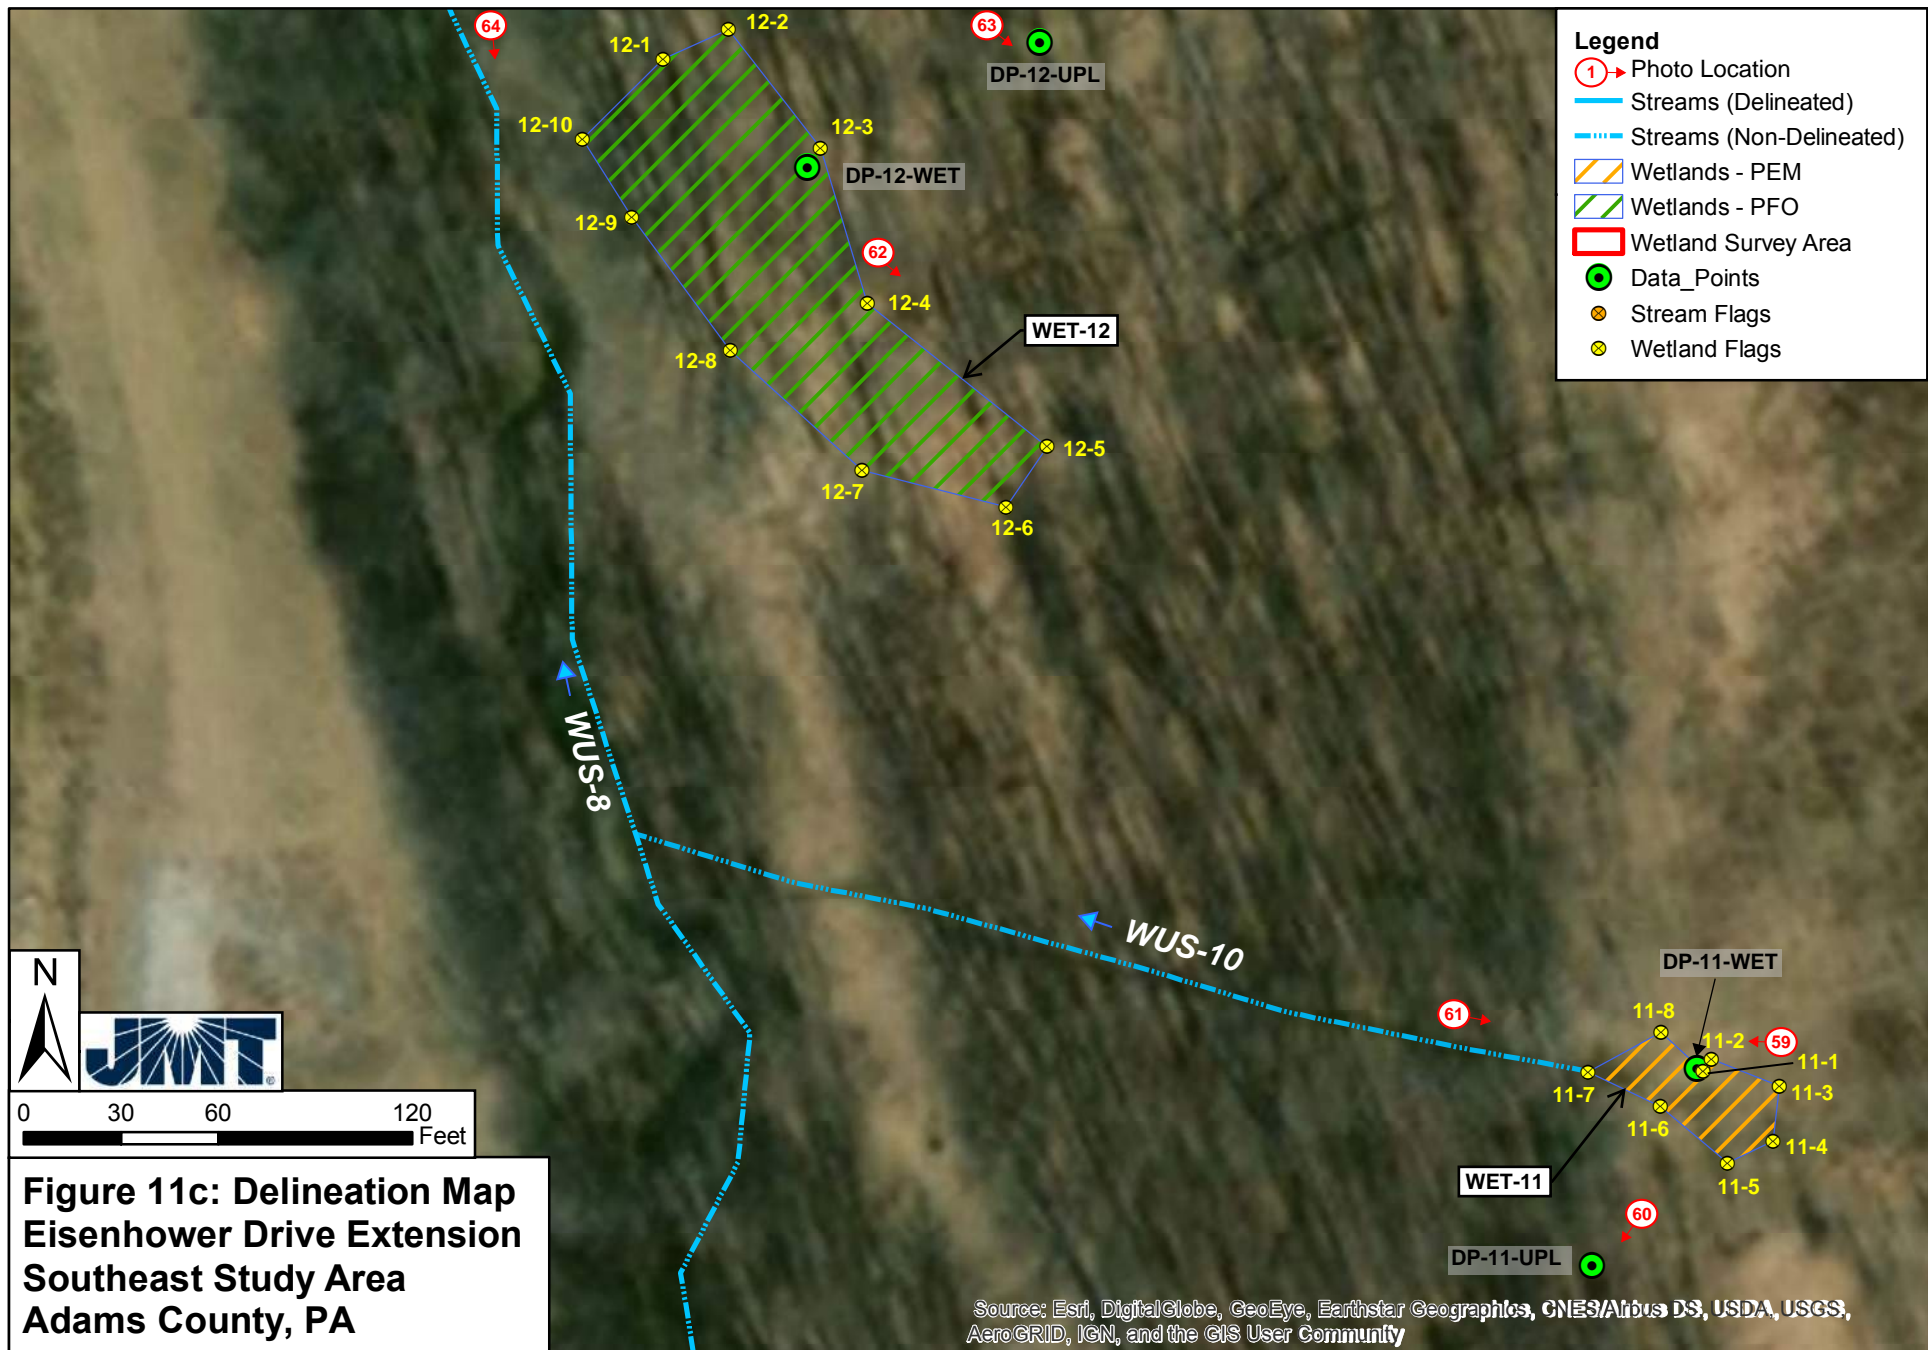 64
12-1
12-2
63
DP-12-UPL
12-10
12-3
DP-12-WET
12-9
62
12-4
WET-12
12-8
12-5
12-7
12-6
Legend
1 Photo Location
Streams (Delineated)
Streams (Non-Delineated)
Wetlands - PEM
Wetlands - PFO
Wetland Survey Area
Data_Points
Stream Flags
Wetland Flags
WUS-8
WUS-10
DP-11-WET
61
11-8
11-2
59
11-1
11-7
11-3
11-6
11-4
WET-11
11-5
60
DP-11-UPL
N
JMT
®
0 30 60 120
Feet
Figure 11c: Delineation Map
Eisenhower Drive Extension
Southeast Study Area
Adams County, PA
Source: Esri, DigitalGlobe, GeoEye, Earthstar Geographics, CNES/Airbus DS, USDA, USGS,
AeroGRID, IGN, and the GIS User Community